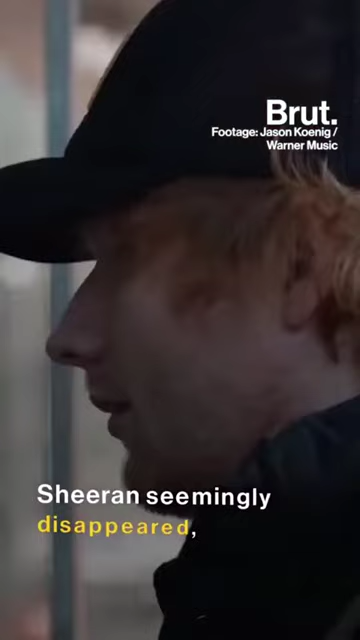 Brut.
Footage: Jason Koenig /
Warner Music
Sheeran seemingly
disappeared,